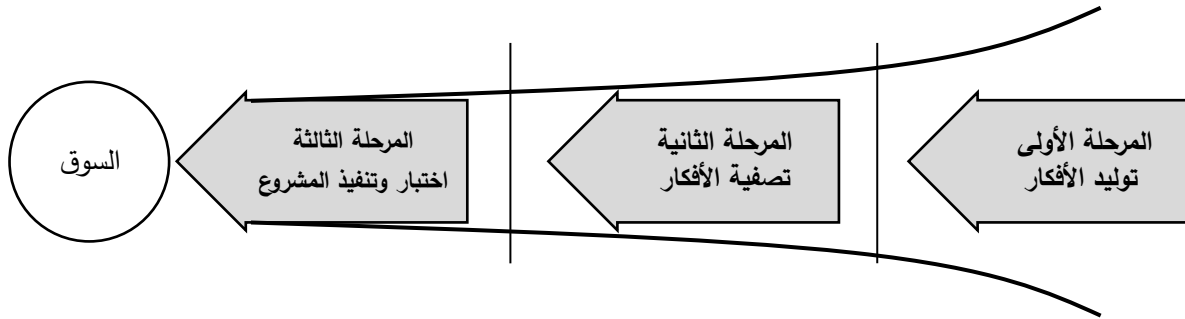 المرحلة الأولى
توليد الأفكار
المرحلة الثانية
تصفية الأفكار
المرحلة الثالثة
اختبار وتنفيذ المشروع
السوق